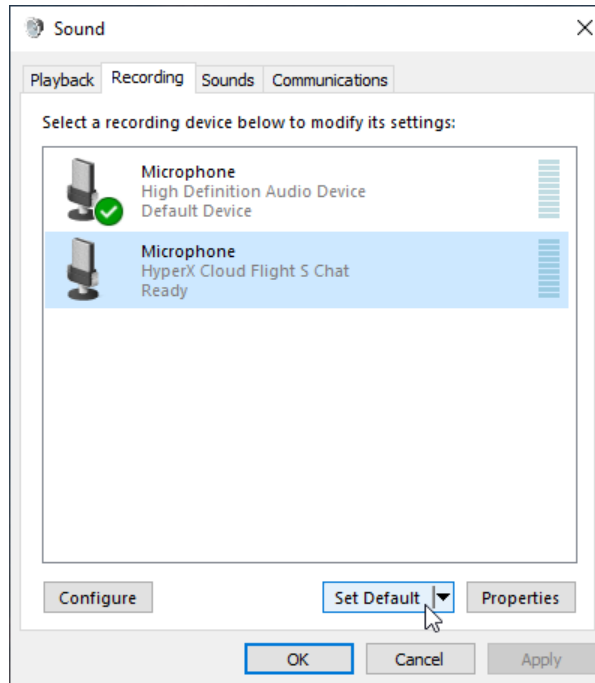 Sound
Playback Recording Sounds Communications
Select a recording device below to modify its settings:
Microphone
High Definition Audio Device
Default Device
Microphone
HyperX Cloud Flight S Chat
Ready
Configure Set Default Properties
OK Cancel Apply